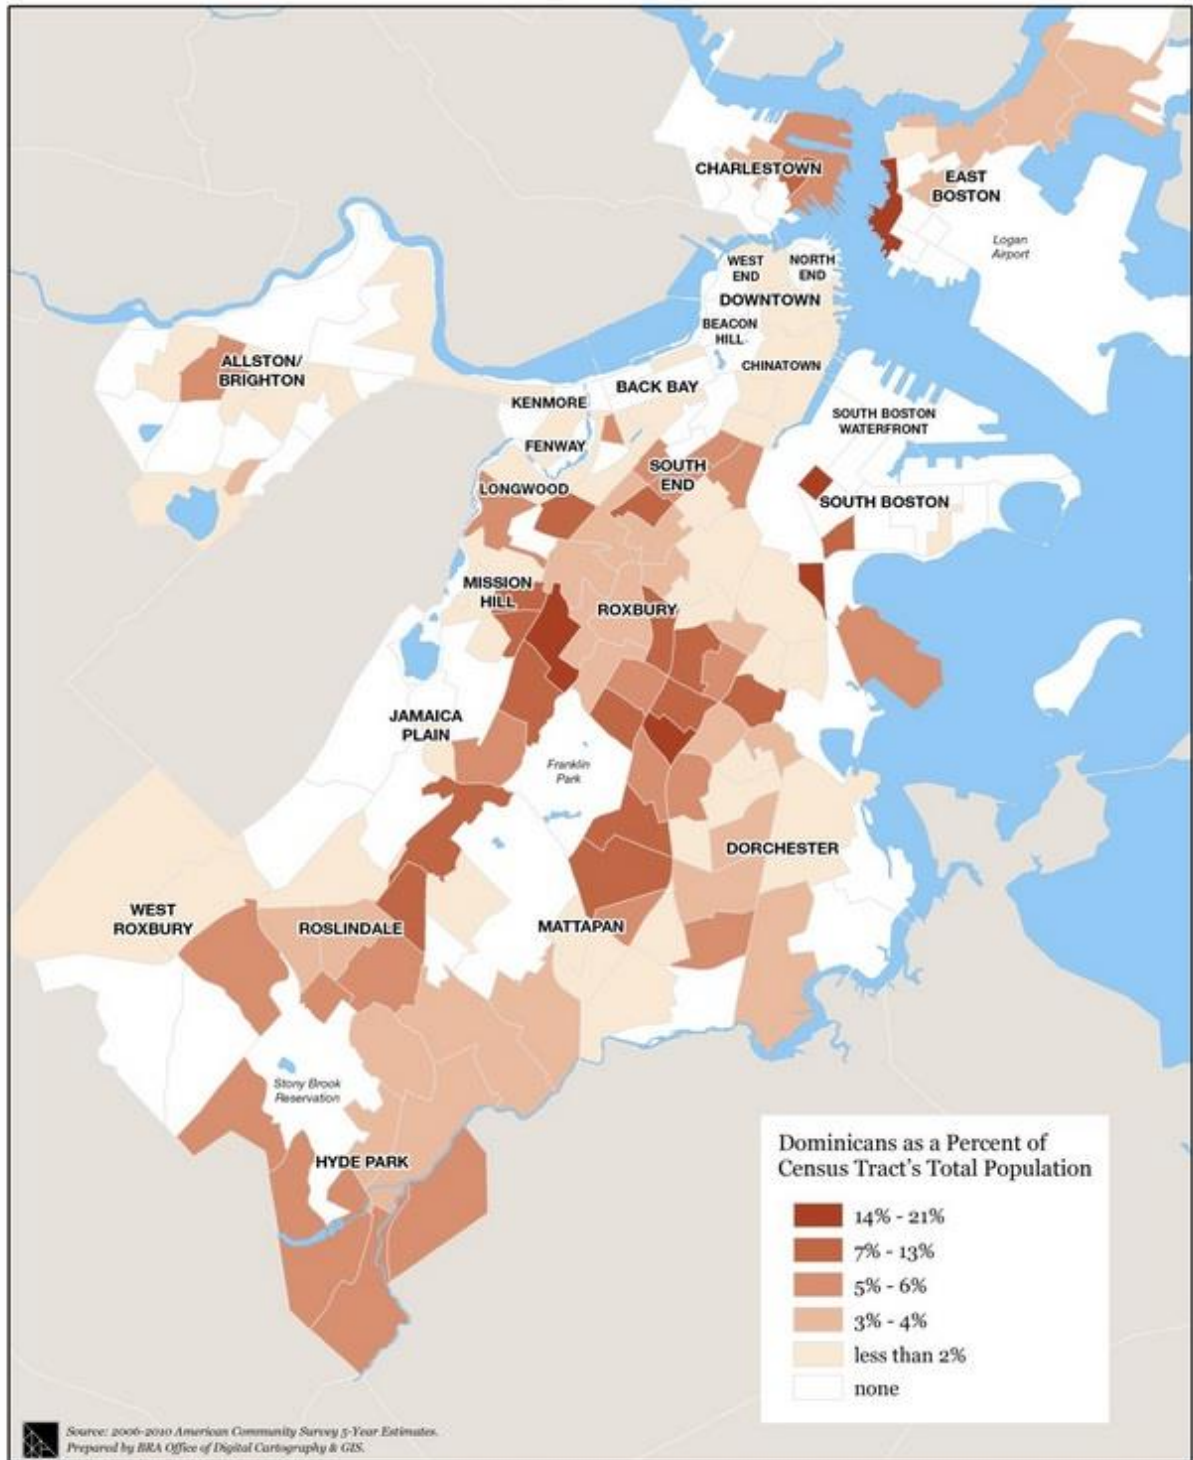 CHARLESTOWN
EAST
BOSTON
Logan
Airport
WEST
END
NORTH
END
DOWNTOWN
BEACON
HILL
CHINATOWN
ALLSTON/
BRIGHTON
BACK BAY
KENMORE
FENWAY
SOUTH BOSTON
WATERFRONT
SOUTH
END
LONGWOOD
SOUTH BOSTON
MISSION
HILL
ROXBURY
JAMAICA
PLAIN
Franklin
Park
DORCHESTER
WEST
ROXBURY
ROSLINDALE
MATTAPAN
Stony Brook
Reservation
HYDE PARK
Dominicans as a Percent of
Census Tract's Total Population
14% - 21%
7% - 13%
5% - 6%
3% - 4%
less than 2%
none
Source: 2006-2010 American Community Survey 5-Year Estimates.
Prepared by BRA Office of Digital Cartography & GIS.